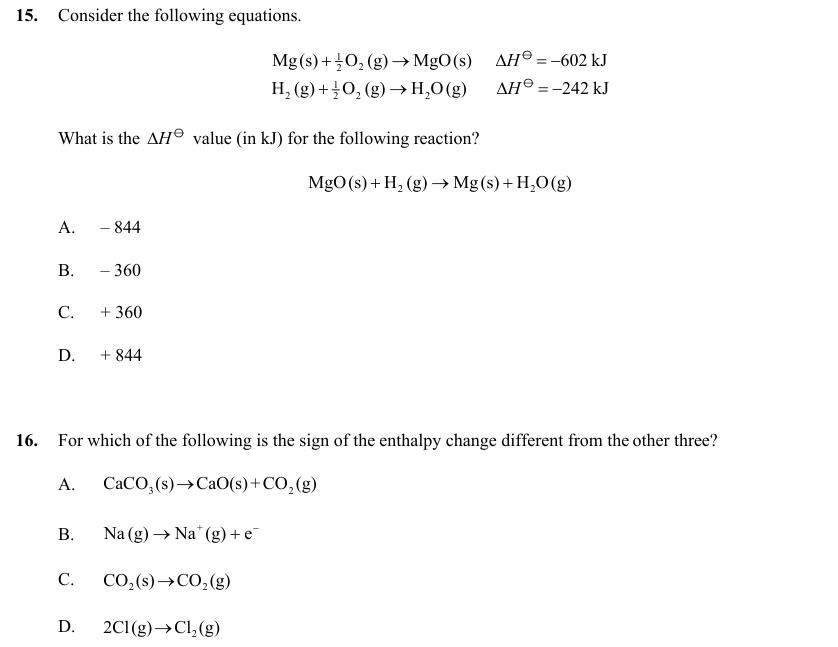 15. Consider the following equations.
Mg(s)+½O₂(g)→MgO(s) ΔH⊖=–602 kJ
H₂(g)+½O₂(g)→H₂O(g) ΔH⊖=–242 kJ
What is the ΔH⊖ value (in kJ) for the following reaction?
MgO(s)+H₂(g)→Mg(s)+H₂O(g)
A. – 844
B. – 360
C. + 360
D. + 844
16. For which of the following is the sign of the enthalpy change different from the other three?
A. CaCO₃(s)→CaO(s)+CO₂(g)
B. Na(g)→Na⁺(g)+e⁻
C. CO₂(s)→CO₂(g)
D. 2Cl(g)→Cl₂(g)